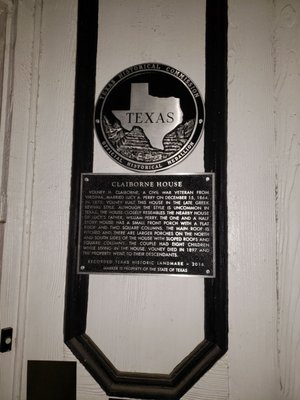 TEXAS HISTORICAL COMMISSION
TEXAS
OFFICIAL HISTORICAL MEDALLION
CLAIBORNE HOUSE
VOLNEY H. CLAIBORNE, A CIVIL WAR VETERAN FROM
VIRGINIA, MARRIED LUCY A. PERRY ON DECEMBER 15, 1864.
IN 1875, VOLNEY BUILT THIS HOUSE IN THE LATE GREEK
REVIVAL STYLE. ALTHOUGH THE STYLE IS UNCOMMON IN
TEXAS, THE HOUSE CLOSELY RESEMBLES THE NEARBY HOUSE
OF LUCY'S FATHER, WILLIAM PERRY. THE ONE AND A HALF
STORY HOUSE HAS A SMALL FRONT PORCH WITH A FLAT
ROOF AND TWO SQUARE COLUMNS. THE MAIN ROOF IS
HIPPED AND THERE ARE LARGER PORCHES ON THE NORTH
AND SOUTH SIDES OF THE HOUSE WITH SLOPED ROOFS AND
SQUARE COLUMNS. THE COUPLE HAD EIGHT CHILDREN
WHILE LIVING IN THE HOUSE. VOLNEY DIED IN 1897 AND
THE PROPERTY WENT TO THEIR DESCENDANTS.
RECORDED TEXAS HISTORIC LANDMARK – 2016
MARKER IS PROPERTY OF THE STATE OF TEXAS